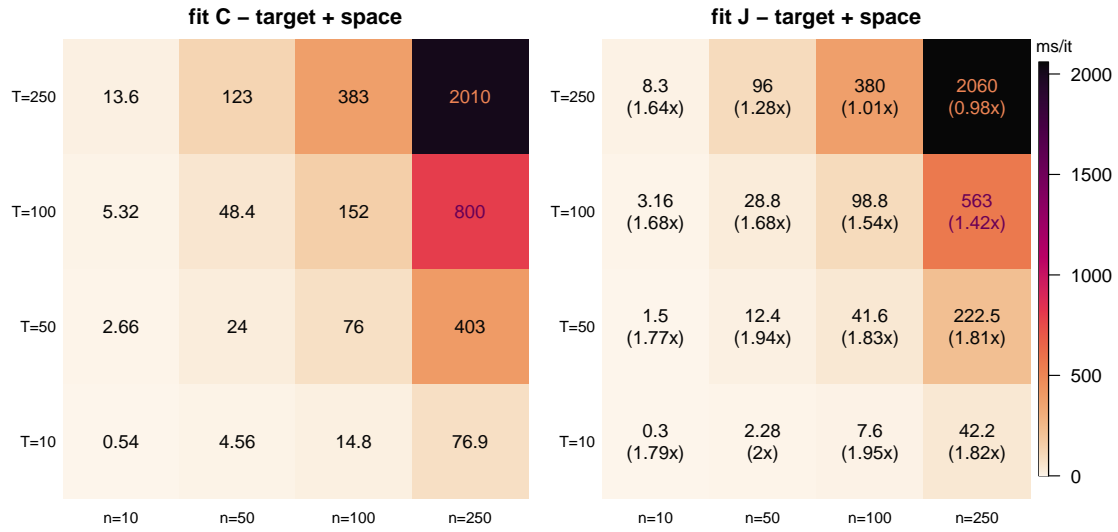 fit C − target + space
fit J − target + space
ms/it
T=250
13.6
123
383
2010
T=250
8.3
(1.64x)
96
(1.28x)
380
(1.01x)
2060
(0.98x)
T=100
5.32
48.4
152
800
T=100
3.16
(1.68x)
28.8
(1.68x)
98.8
(1.54x)
563
(1.42x)
T=50
2.66
24
76
403
T=50
1.5
(1.77x)
12.4
(1.94x)
41.6
(1.83x)
222.5
(1.81x)
T=10
0.54
4.56
14.8
76.9
T=10
0.3
(1.79x)
2.28
(2x)
7.6
(1.95x)
42.2
(1.82x)
n=10
n=50
n=100
n=250
n=10
n=50
n=100
n=250
2000
1500
1000
500
0